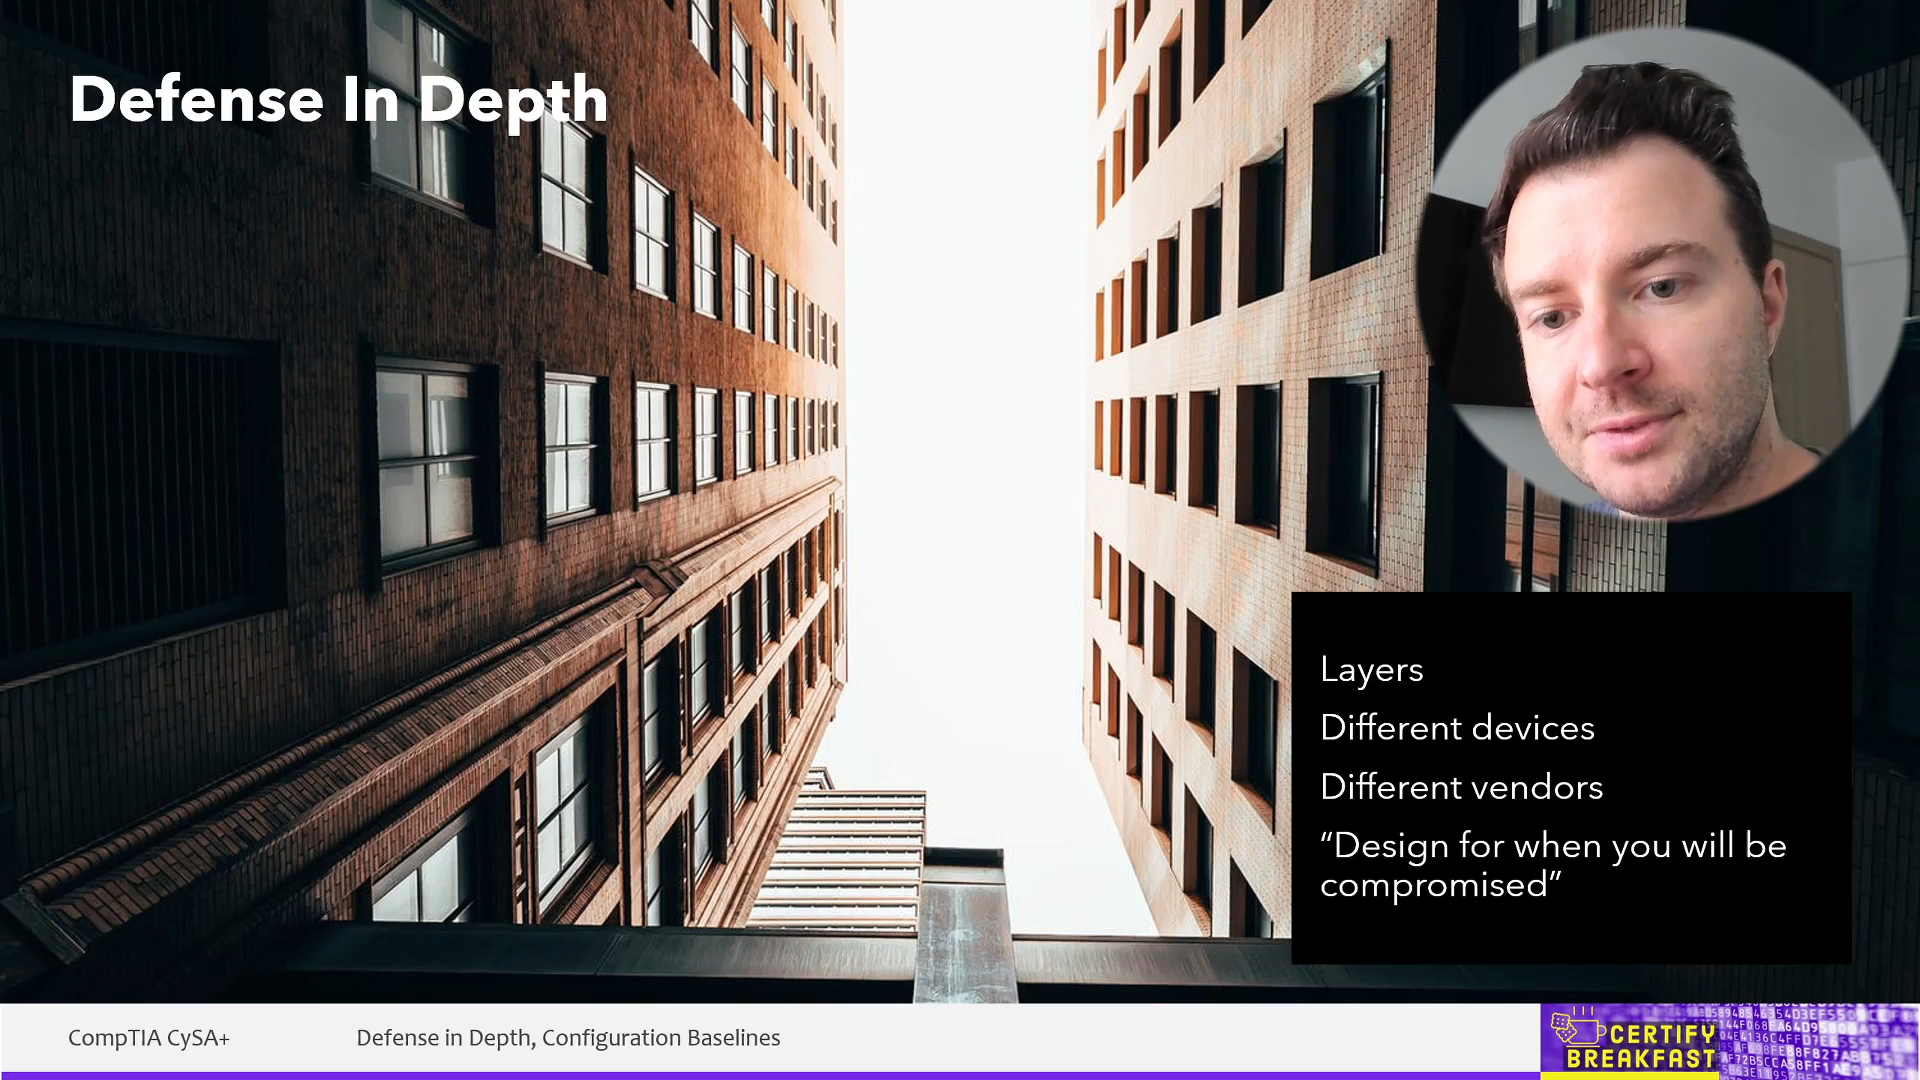 Defense In Depth
Layers
Different devices
Different vendors
“Design for when you will be
compromised”
CompTIA CySA+
Defense in Depth, Configuration Baselines
CERTIFY
BREAKFAST